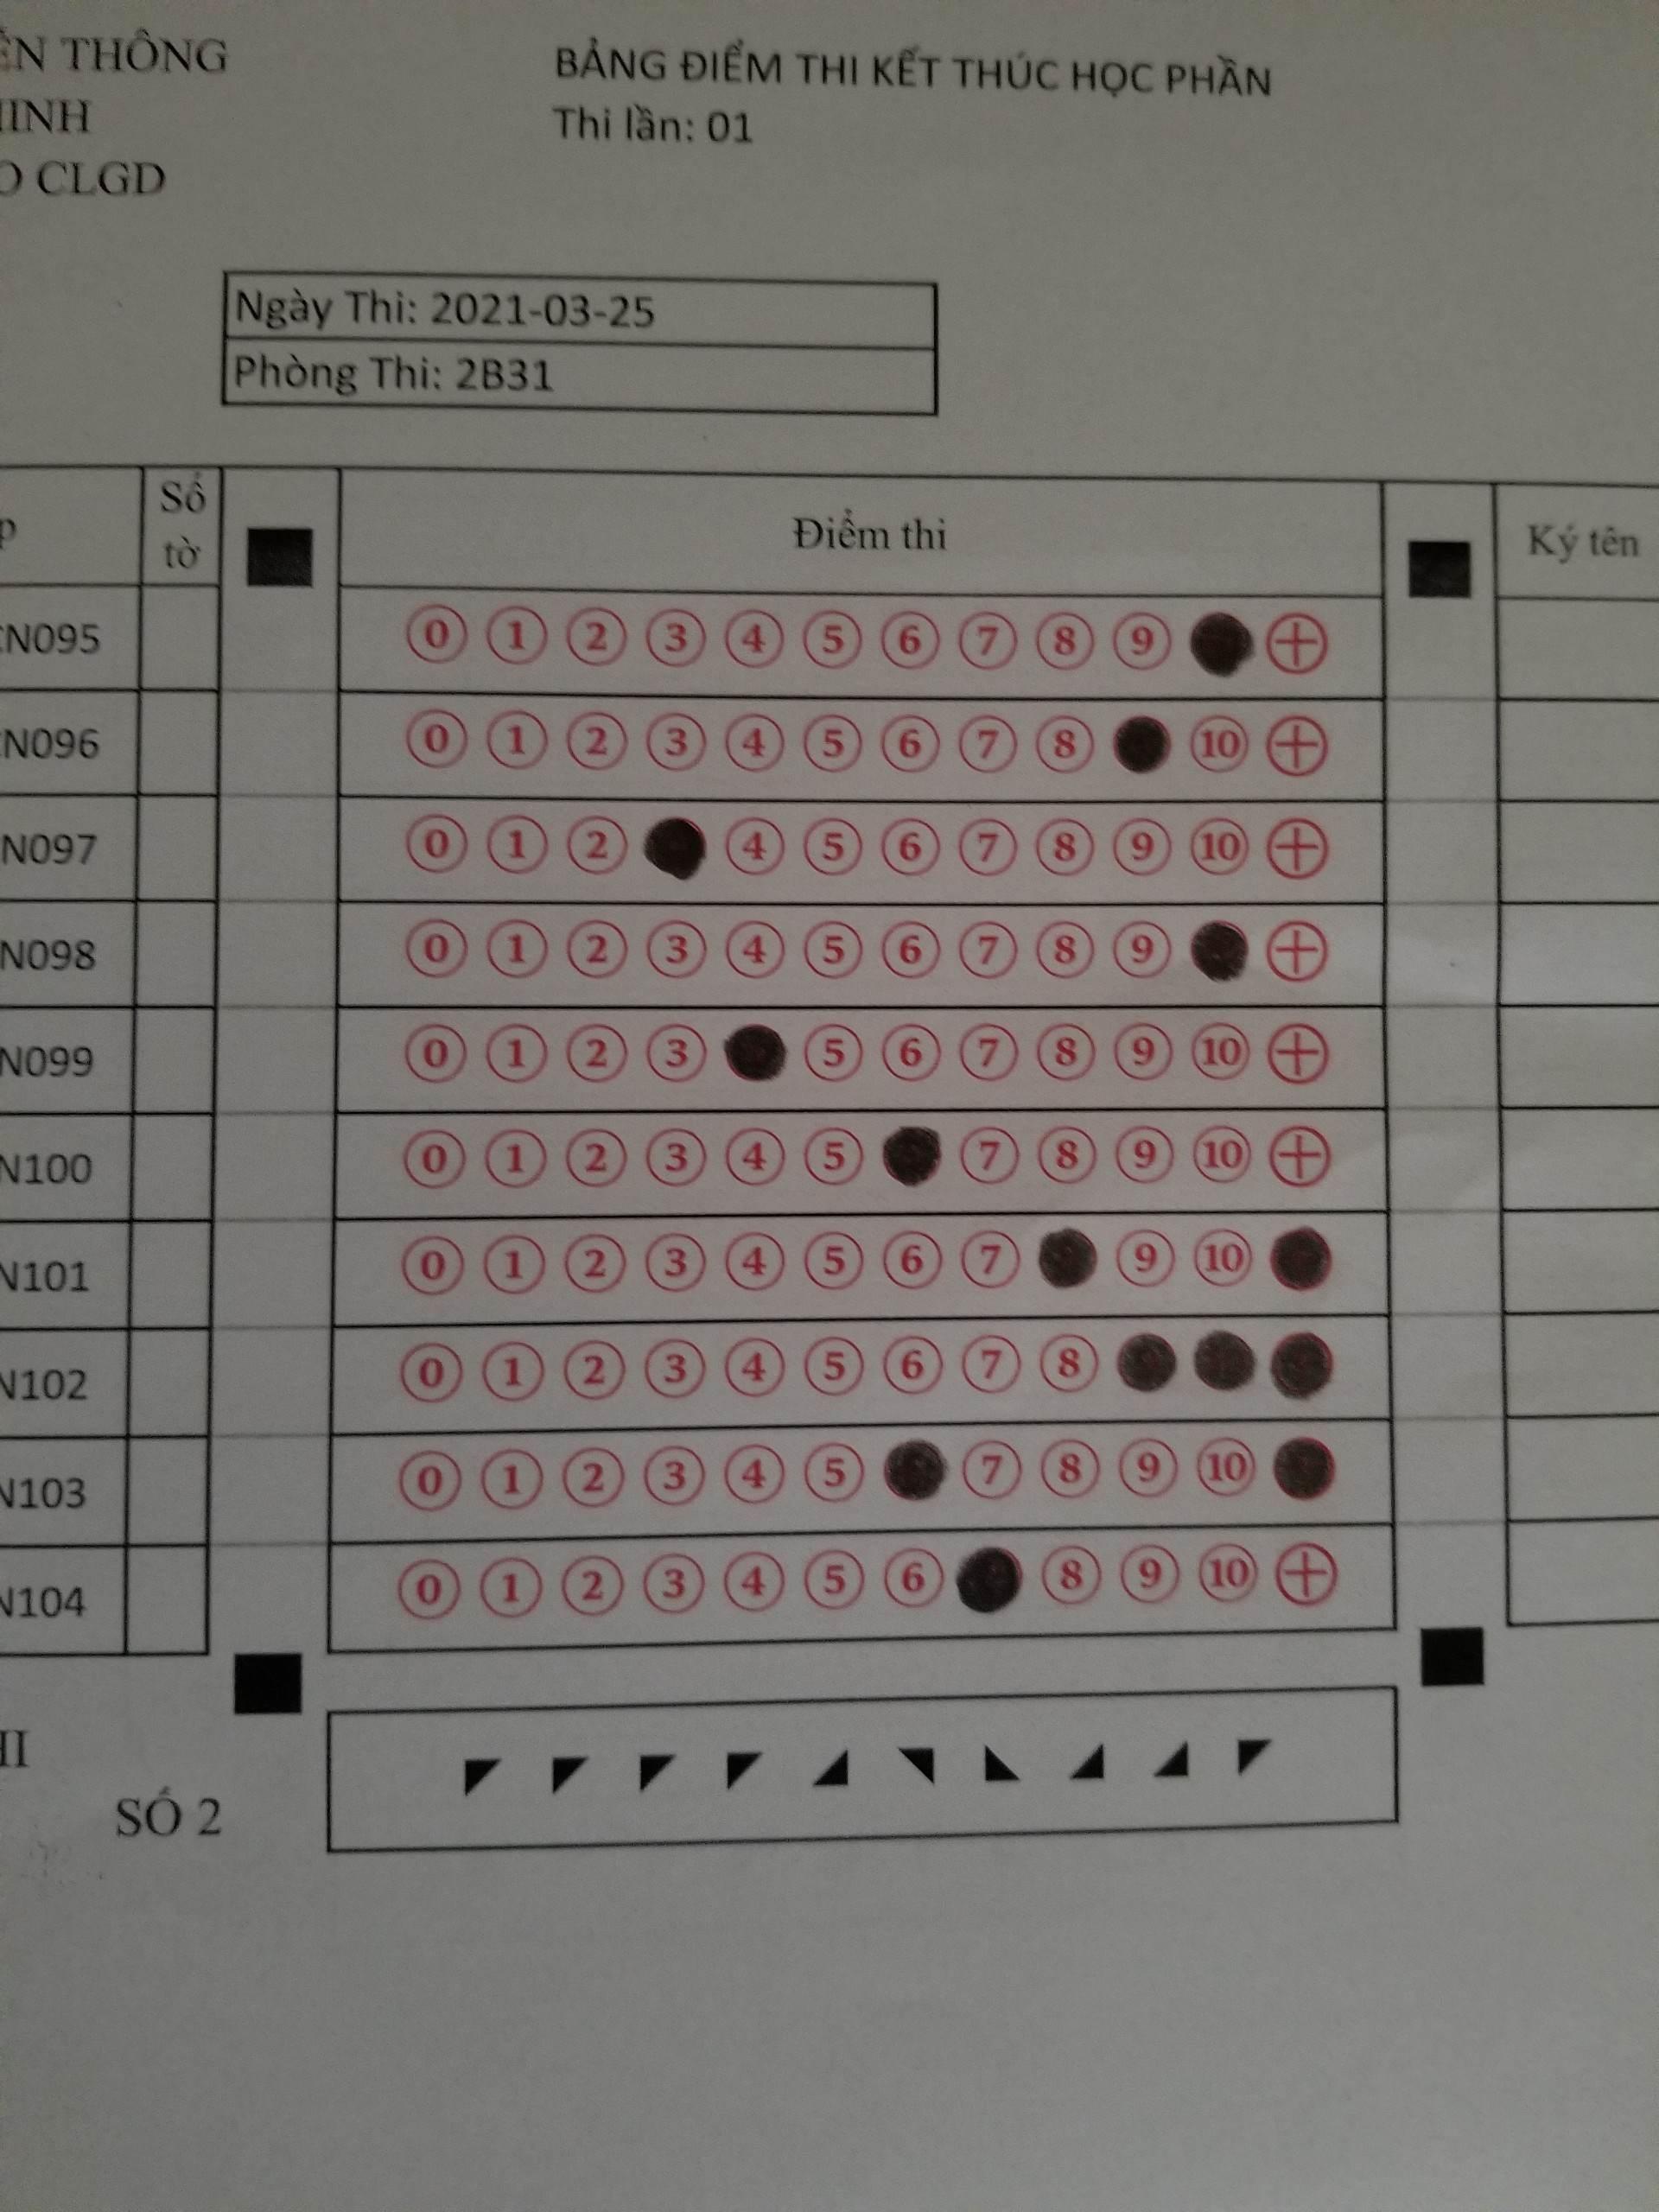 THÔNG
BẢNG ĐIỂM THI KẾT THÚC HỌC PHẦN
Thi lần: 01
CLGD
Ngày Thi: 2021-03-25
Phòng Thi: 2B31
Số tờ Điểm thi Ký tên
N095 0 1 2 3 4 5 6 7 8 9 +
N096 0 1 2 3 4 5 6 7 8 10 +
N097 0 1 2 4 5 6 7 8 9 10 +
N098 0 1 2 3 4 5 6 7 8 9 +
N099 0 1 2 3 5 6 7 8 9 10 +
N100 0 1 2 3 4 5 7 8 9 10 +
N101 0 1 2 3 4 5 6 7 9 10
N102 0 1 2 3 4 5 6 7 8
N103 0 1 2 3 4 5 7 8 9 10
N104 0 1 2 3 4 5 6 8 9 10 +
SỐ 2